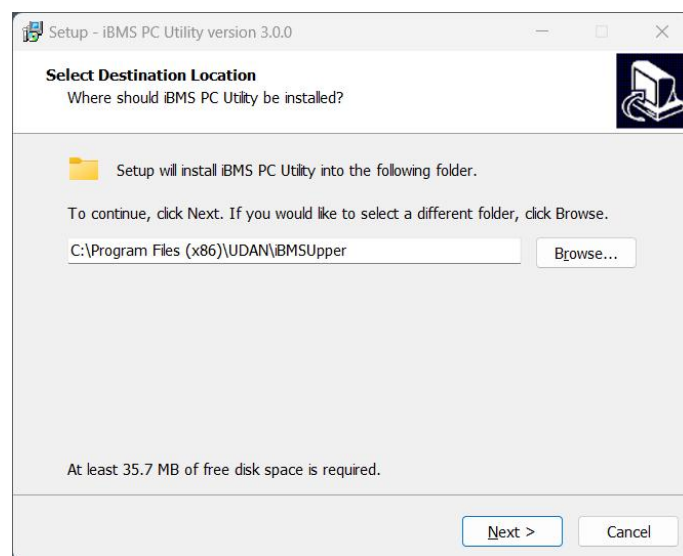 Setup - iBMS PC Utility version 3.0.0
Select Destination Location
Where should iBMS PC Utility be installed?
Setup will install iBMS PC Utility into the following folder.
To continue, click Next. If you would like to select a different folder, click Browse.
C:\Program Files (x86)\UDAN\iBMSUpper
Browse...
At least 35.7 MB of free disk space is required.
Next >
Cancel